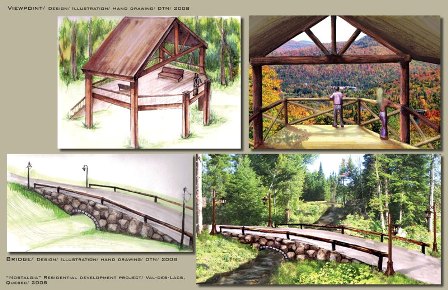 Viewpoint/ Design/ Illustration/ Hand drawing/ DTN/ 2008
Bridge/ Design/ Illustration/ Hand drawing/ DTN/ 2008
"Nostalgia" Residential development project/ Val-des-Lacs,
Quebec/ 2008